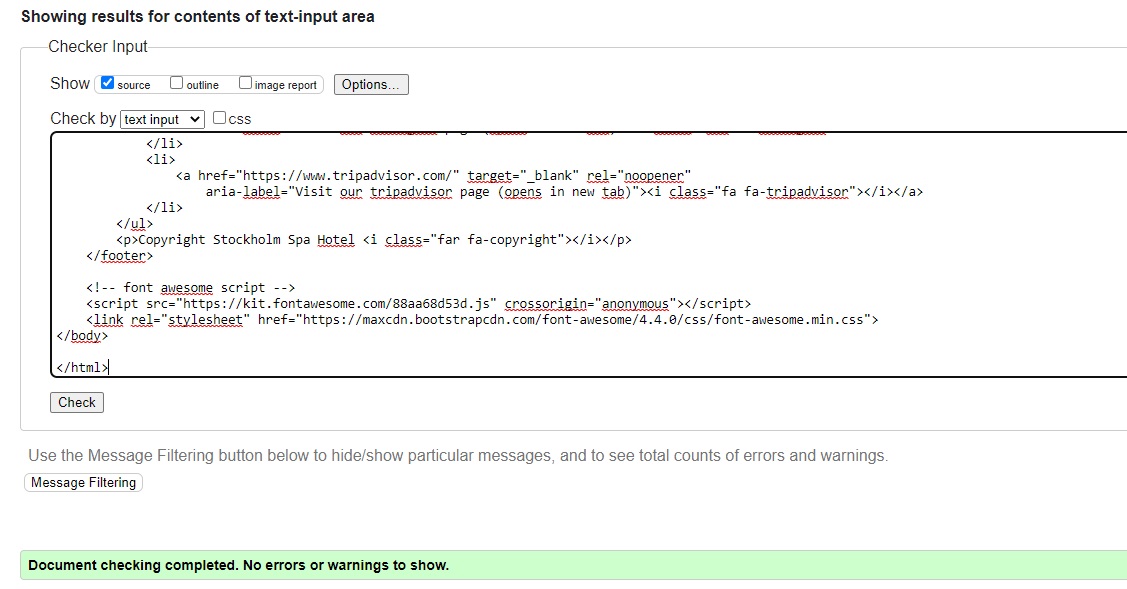 Showing results for contents of text-input area
Checker Input
Show source outline image report Options...
Check by text input css
</li>
<li>
<a href="https://www.tripadvisor.com/" target="_blank" rel="noopener"
aria-label="Visit our tripadvisor page (opens in new tab)"><i class="fa fa-tripadvisor"></i></a>
</li>
</ul>
<p>Copyright Stockholm Spa Hotel <i class="far fa-copyright"></i></p>
</footer>
<!-- font awesome script -->
<script src="https://kit.fontawesome.com/88aa68d53d.js" crossorigin="anonymous"></script>
<link rel="stylesheet" href="https://maxcdn.bootstrapcdn.com/font-awesome/4.4.0/css/font-awesome.min.css">
</body>
</html>
Check
Use the Message Filtering button below to hide/show particular messages, and to see total counts of errors and warnings.
Message Filtering
Document checking completed. No errors or warnings to show.